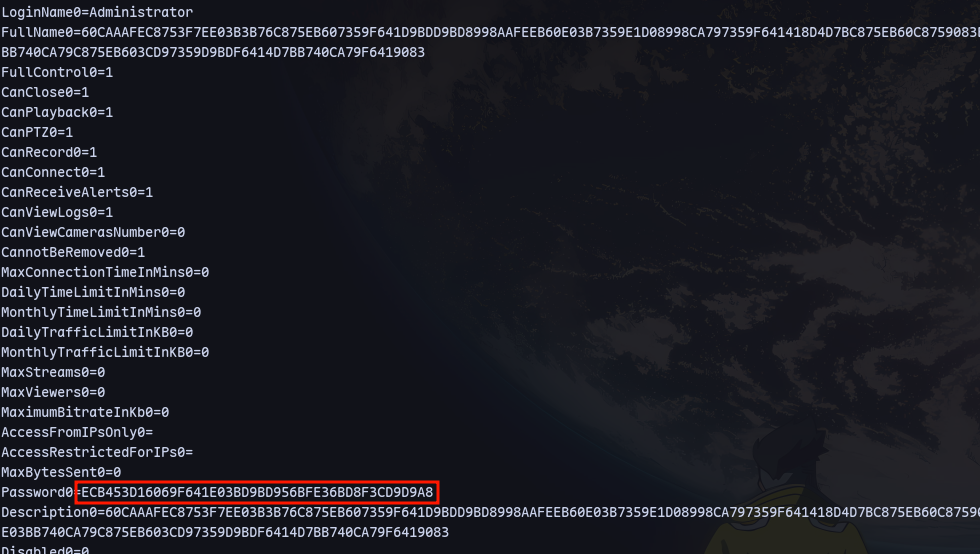 LoginName0=Administrator
FullName0=60CAAAFEC8753F7EE03B3B76C875EB607359F641D9BDD9BD8998AAFEEB60E03B7359E1D08998CA797359F641418D4D7BC875EB60C8759083
BB740CA79C875EB603CD97359D9BDF6414D7BB740CA79F6419083
FullControl0=1
CanClose0=1
CanPlayback0=1
CanPTZ0=1
CanRecord0=1
CanConnect0=1
CanReceiveAlerts0=1
CanViewLogs0=1
CanViewCamerasNumber0=0
CannotBeRemoved0=1
MaxConnectionTimeInMins0=0
DailyTimeLimitInMins0=0
MonthlyTimeLimitInMins0=0
DailyTrafficLimitInKB0=0
MonthlyTrafficLimitInKB0=0
MaxStreams0=0
MaxViewers0=0
MaximumBitrateInKb0=0
AccessFromIPsOnly0=
AccessRestrictedForIPs0=
MaxBytesSent0=0
Password0=ECB453D16069F641E03BD9BD956BFE36BD8F3CD9D9A8
Description0=60CAAAFEC8753F7EE03B3B76C875EB607359F641D9BDD9BD8998AAFEEB60E03B7359E1D08998CA797359F641418D4D7BC875EB60C8759
E03BB740CA79C875EB603CD97359D9BDF6414D7BB740CA79F6419083
Disabled0=0